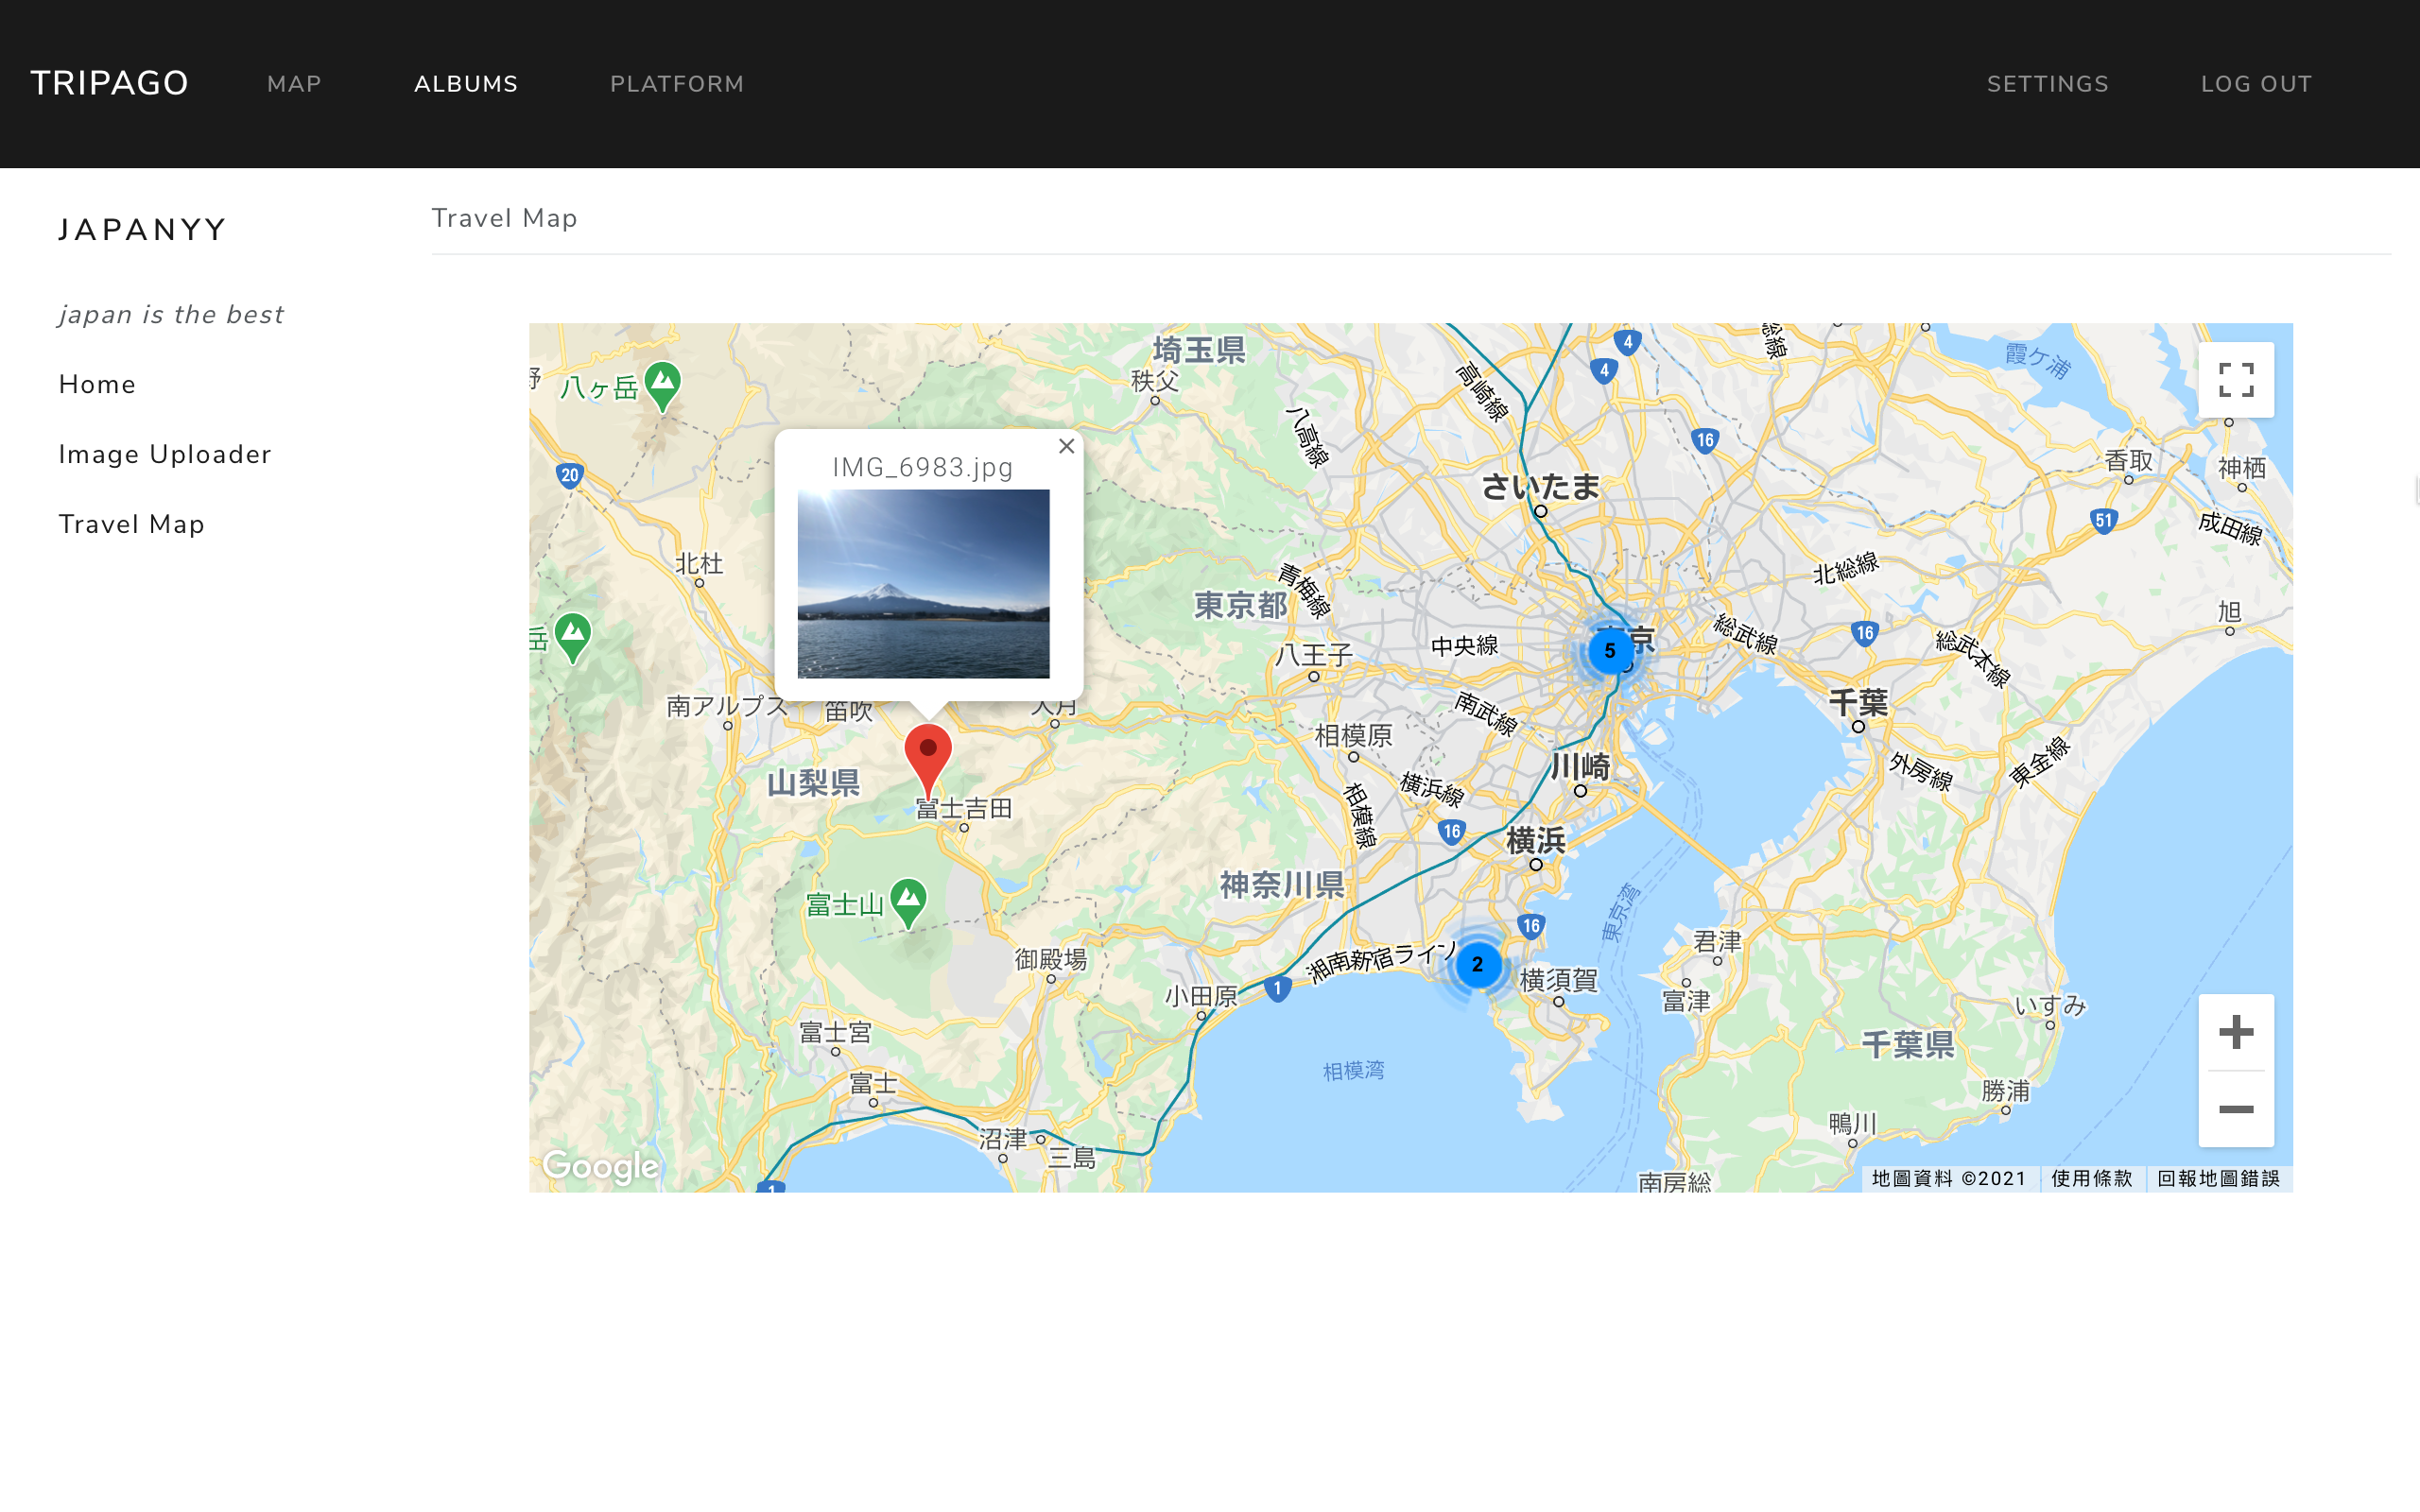 TRIPAGO
MAP
ALBUMS
PLATFORM
SETTINGS
LOG OUT
JAPANYY
japan is the best
Home
Image Uploader
Travel Map
Travel Map
埼玉県
秩父
八ヶ岳
高崎線
4
4
総線
霞ケ浦
野
八高線
16
20
IMG_6983.jpg
さいたま
香取
神栖
51
成田線
北杜
青梅線
北総線
東京都
旭
岳
中央線
5
京
総武線
16
総武本線
八王子
南アルプス
笛吹
大月
南武線
千葉
相模原
川崎
外房線
東金線
山梨県
横浜線
富士吉田
相模線
16
横浜
神奈川県
富士山
東京湾
16
君津
御殿場
湘南新宿ライン
2
横須賀
小田原
1
富津
いすみ
富士宮
千葉県
相模湾
富士
勝浦
鴨川
沼津
三島
Google
1
南房総
地圖資料 ©2021
使用條款
回報地圖錯誤